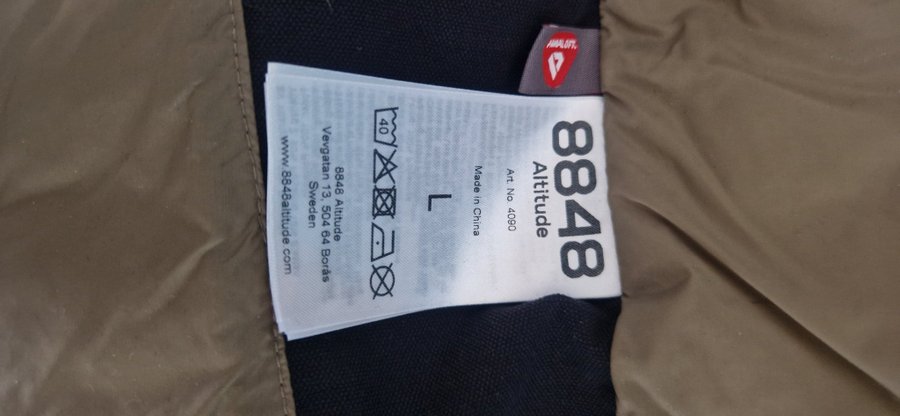 PRIMALOFT
8848
Altitude
Art. No. 4090
Made in China
L
40
8848 Altitude
Vevgatan 13, 504 64 Borås
Sweden
www.8848altitude.com